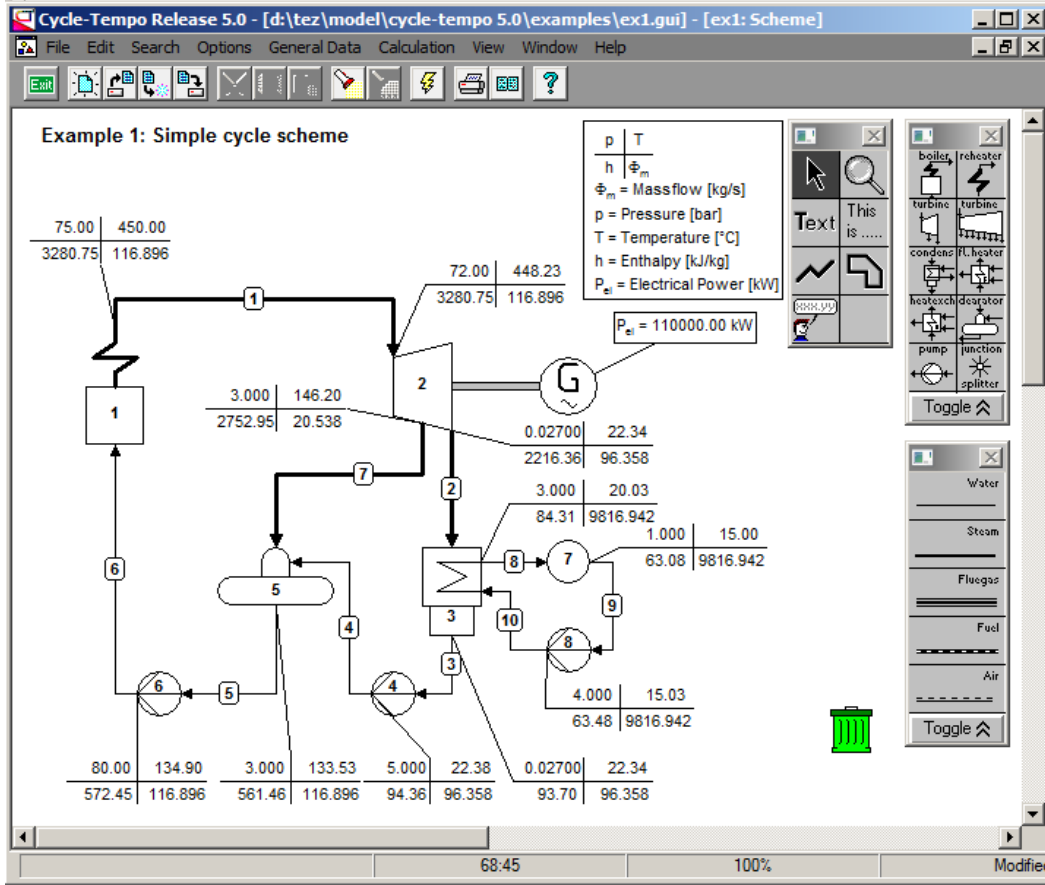 Cycle-Tempo Release 5.0 - [d:\tez\model\cycle-tempo 5.0\examples\ex1.gui] - [ex1: Scheme]
File Edit Search Options General Data Calculation View Window Help
Exit
?
Example 1: Simple cycle scheme
p T
h Φm
Φm = Massflow [kg/s]
p = Pressure [bar]
T = Temperature [°C]
h = Enthalpy [kJ/kg]
Pel = Electrical Power [kW]
Pel = 110000.00 kW
75.00 450.00
3280.75 116.896
72.00 448.23
3280.75 116.896
1
2
G
~
1
3.000 146.20
2752.95 20.538
0.02700 22.34
2216.36 96.358
7
2
3.000 20.03
84.31 9816.942
1.000 15.00
63.08 9816.942
6
5
8
7
4
3
10
9
8
3
6
5
4
4.000 15.03
63.48 9816.942
80.00 134.90
572.45 116.896
3.000 133.53
561.46 116.896
5.000 22.38
94.36 96.358
0.02700 22.34
93.70 96.358
Text
This
is .....
xxx.yy
boiler reheater
turbine turbine
condens fl.heater
heatexch dearator
pump junction
splitter
Toggle
Water
Steam
Fluegas
Fuel
Air
Toggle
68:45 100% Modifie